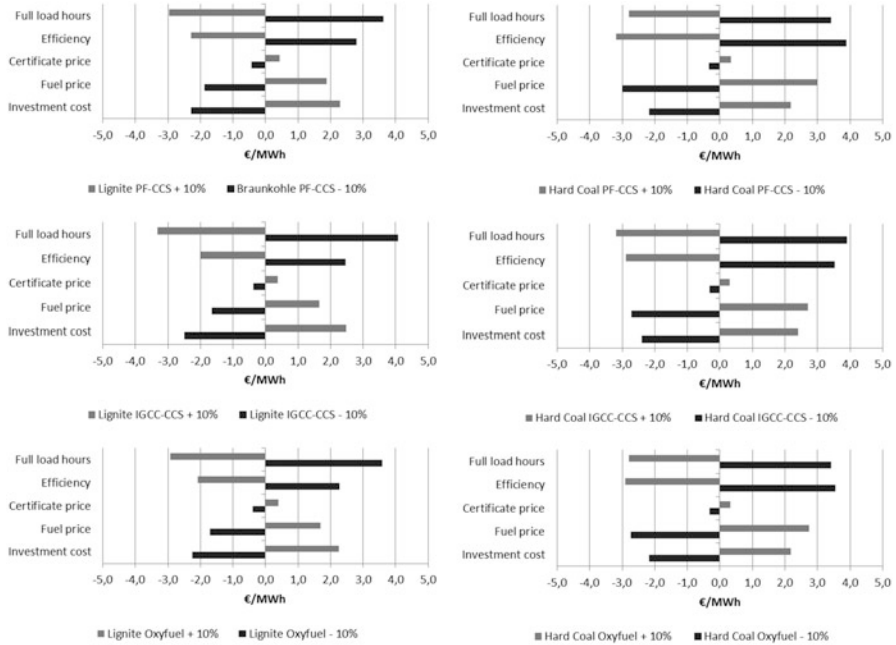 Full load hours
Efficiency
Certificate price
Fuel price
Investment cost
-5,0 -4,0 -3,0 -2,0 -1,0 0,0 1,0 2,0 3,0 4,0 5,0
€/MWh
Lignite PF-CCS + 10% Braunkohle PF-CCS - 10%
Full load hours
Efficiency
Certificate price
Fuel price
Investment cost
-5,0 -4,0 -3,0 -2,0 -1,0 0,0 1,0 2,0 3,0 4,0 5,0
€/MWh
Hard Coal PF-CCS + 10% Hard Coal PF-CCS - 10%
Full load hours
Efficiency
Certificate price
Fuel price
Investment cost
-5,0 -4,0 -3,0 -2,0 -1,0 0,0 1,0 2,0 3,0 4,0 5,0
€/MWh
Lignite IGCC-CCS + 10% Lignite IGCC-CCS - 10%
Full load hours
Efficiency
Certificate price
Fuel price
Investment cost
-5,0 -4,0 -3,0 -2,0 -1,0 0,0 1,0 2,0 3,0 4,0 5,0
€/MWh
Hard Coal IGCC-CCS + 10% Hard Coal IGCC-CCS - 10%
Full load hours
Efficiency
Certificate price
Fuel price
Investment cost
-5,0 -4,0 -3,0 -2,0 -1,0 0,0 1,0 2,0 3,0 4,0 5,0
€/MWh
Lignite Oxyfuel + 10% Lignite Oxyfuel - 10%
Full load hours
Efficiency
Certificate price
Fuel price
Investment cost
-5,0 -4,0 -3,0 -2,0 -1,0 0,0 1,0 2,0 3,0 4,0 5,0
€/MWh
Hard Coal Oxyfuel + 10% Hard Coal Oxyfuel - 10%